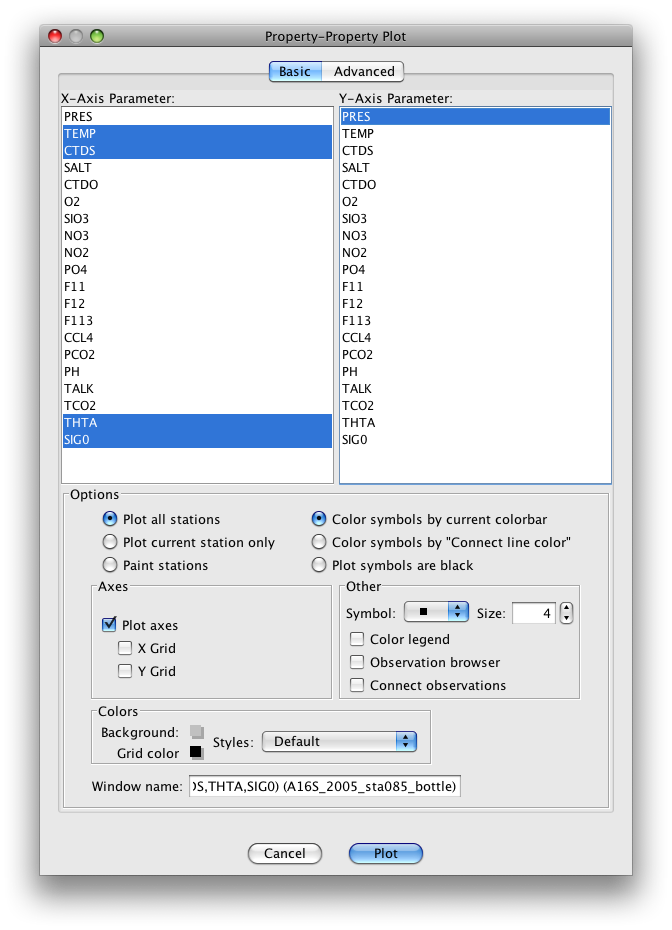 Property-Property Plot
Basic Advanced
X-Axis Parameter:
PRES
TEMP
CTDS
SALT
CTDO
O2
SIO3
NO3
NO2
PO4
F11
F12
F113
CCL4
PCO2
PH
TALK
TCO2
THTA
SIG0
Y-Axis Parameter:
PRES
TEMP
CTDS
SALT
CTDO
O2
SIO3
NO3
NO2
PO4
F11
F12
F113
CCL4
PCO2
PH
TALK
TCO2
THTA
SIG0
Options
Plot all stations
Plot current station only
Paint stations
Color symbols by current colorbar
Color symbols by "Connect line color"
Plot symbols are black
Axes
Plot axes
X Grid
Y Grid
Other
Symbol: Size: 4
Color legend
Observation browser
Connect observations
Colors
Background:
Grid color
Styles: Default
Window name: S,THTA,SIG0) (A16S_2005_sta085_bottle)
Cancel Plot